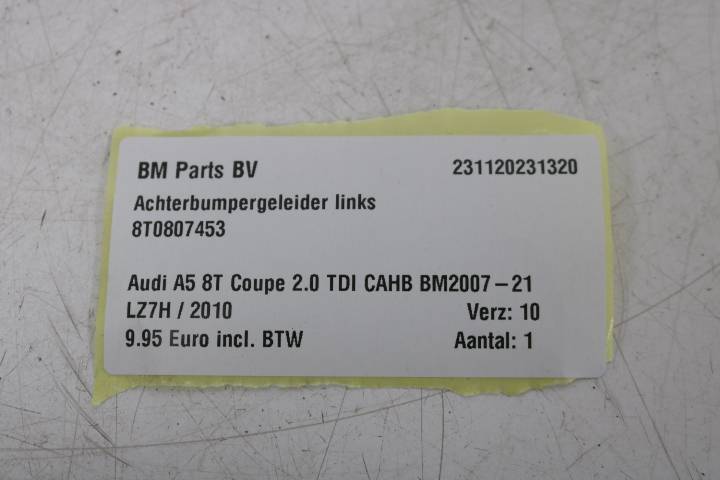 BM Parts BV 231120231320
Achterbumpergeleider links
8T0807453
Audi A5 8T Coupe 2.0 TDI CAHB BM2007-21
LZ7H / 2010 Verz: 10
9.95 Euro incl. BTW Aantal: 1